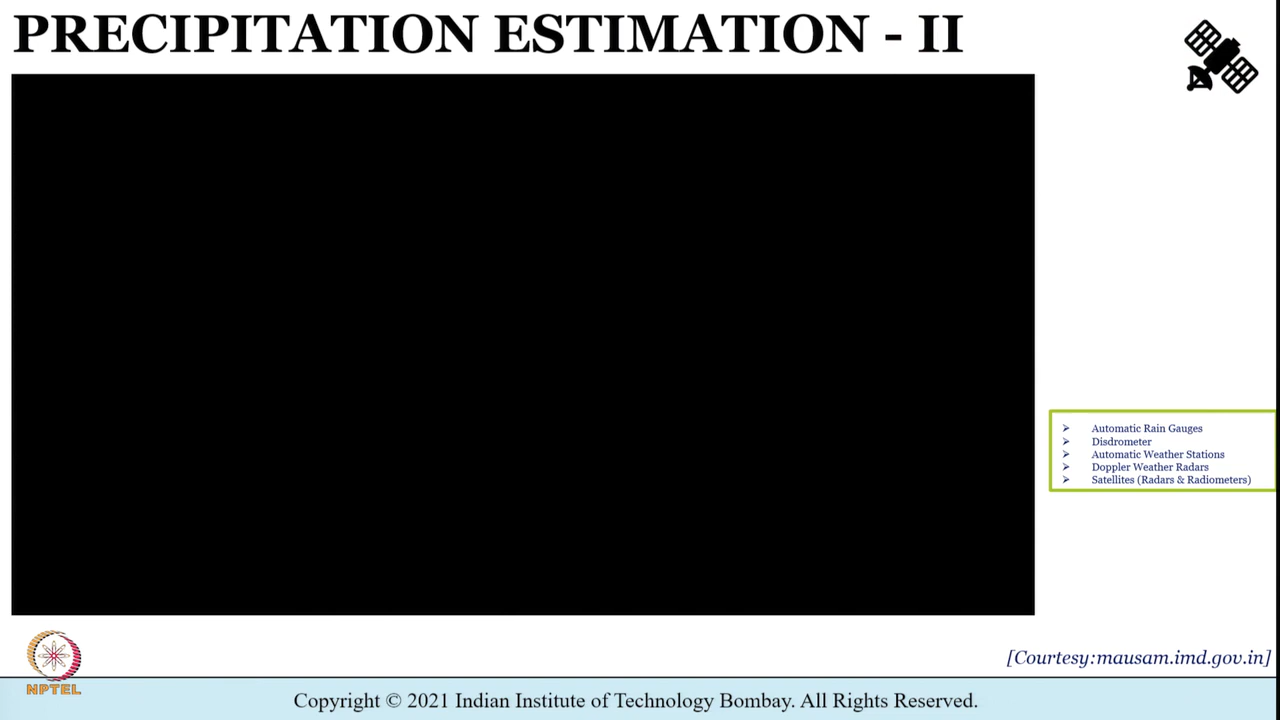 PRECIPITATION ESTIMATION - II
➢ Automatic Rain Gauges
➢ Disdrometer
➢ Automatic Weather Stations
➢ Doppler Weather Radars
➢ Satellites (Radars & Radiometers)
[Courtesy:mausam.imd.gov.in]
NPTEL
Copyright © 2021 Indian Institute of Technology Bombay. All Rights Reserved.